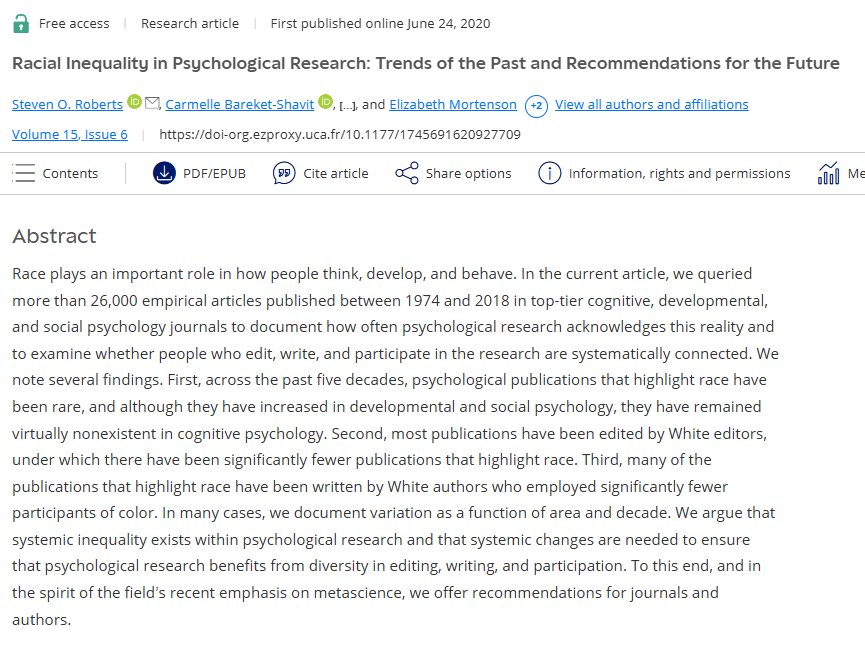 Free access | Research article | First published online June 24, 2020
Racial Inequality in Psychological Research: Trends of the Past and Recommendations for the Future
Steven O. Roberts iD, Carmelle Bareket-Shavit iD, [...], and Elizabeth Mortenson +2 View all authors and affiliations
Volume 15, Issue 6 | https://doi-org.ezproxy.uca.fr/10.1177/1745691620927709
Contents PDF/EPUB Cite article Share options Information, rights and permissions Me
Abstract
Race plays an important role in how people think, develop, and behave. In the current article, we queried
more than 26,000 empirical articles published between 1974 and 2018 in top-tier cognitive, developmental,
and social psychology journals to document how often psychological research acknowledges this reality and
to examine whether people who edit, write, and participate in the research are systematically connected. We
note several findings. First, across the past five decades, psychological publications that highlight race have
been rare, and although they have increased in developmental and social psychology, they have remained
virtually nonexistent in cognitive psychology. Second, most publications have been edited by White editors,
under which there have been significantly fewer publications that highlight race. Third, many of the
publications that highlight race have been written by White authors who employed significantly fewer
participants of color. In many cases, we document variation as a function of area and decade. We argue that
systemic inequality exists within psychological research and that systemic changes are needed to ensure
that psychological research benefits from diversity in editing, writing, and participation. To this end, and in
the spirit of the field's recent emphasis on metascience, we offer recommendations for journals and
authors.